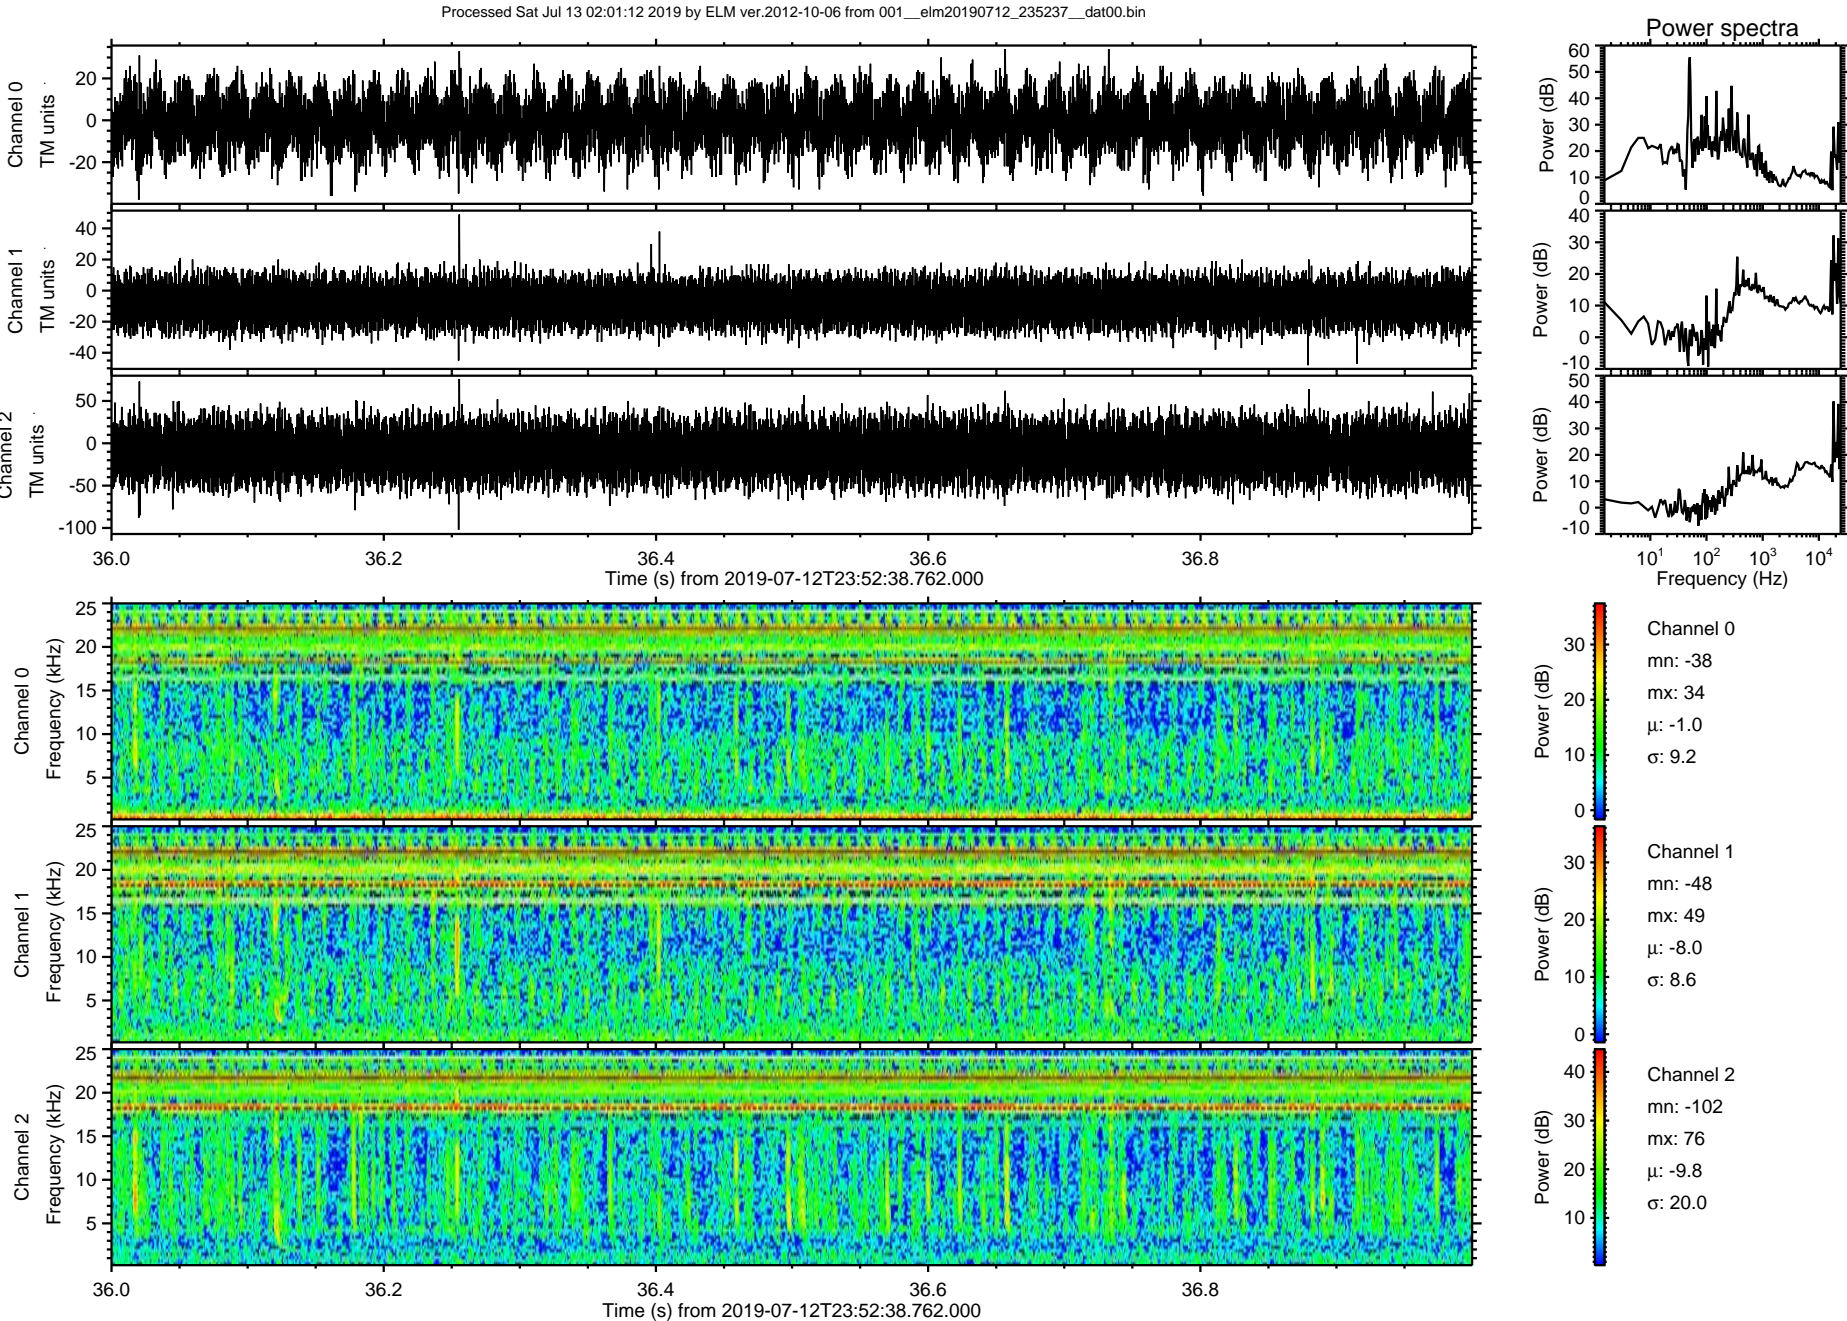 Processed Sat Jul 13 02:01:12 2019 by ELM ver.2012-10-06 from 001__elm20190712_235237__dat00.bin
Power spectra
Channel 0
TM units
20
0
-20
Power (dB)
60
50
40
30
20
10
0
Channel 1
TM units
40
20
0
-20
-40
Power (dB)
40
30
20
10
0
-10
Channel 2
TM units
50
0
-50
-100
Power (dB)
50
40
30
20
10
0
-10
36.0 36.2 36.4 36.6 36.8
Time (s) from 2019-07-12T23:52:38.762.000
10^1 10^2 10^3 10^4
Frequency (Hz)
Channel 0
Frequency (kHz)
25
20
15
10
5
Power (dB)
30
20
10
0
Channel 0
mn: -38
mx: 34
μ: -1.0
σ: 9.2
Channel 1
Frequency (kHz)
25
20
15
10
5
Power (dB)
30
20
10
0
Channel 1
mn: -48
mx: 49
μ: -8.0
σ: 8.6
Channel 2
Frequency (kHz)
25
20
15
10
5
Power (dB)
40
30
20
10
Channel 2
mn: -102
mx: 76
μ: -9.8
σ: 20.0
36.0 36.2 36.4 36.6 36.8
Time (s) from 2019-07-12T23:52:38.762.000